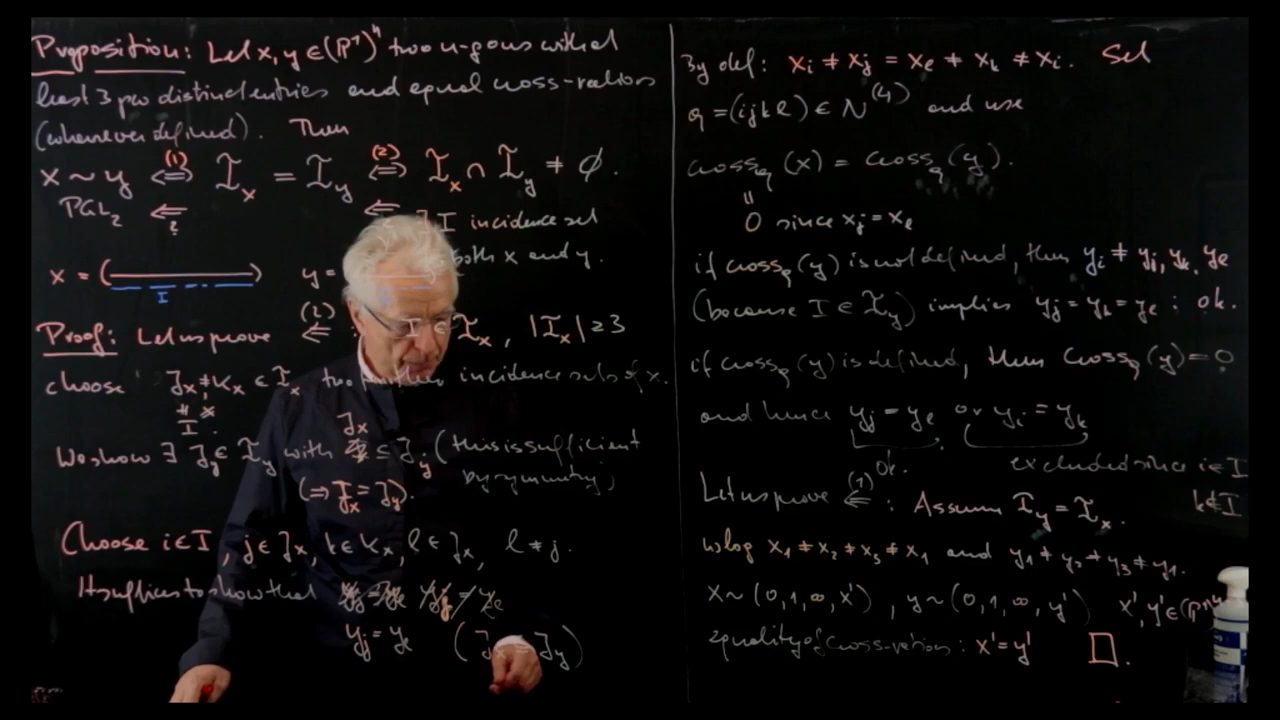 Proposition: Let x, y ∈ (P¹)ⁿ two n-gons with at
least 3 pw distinct entries and equal cross-ratios
(whenever defined). Then
x ~ y ⇔(1) I_x = I_y ⇔(2) I_x ∩ I_y ≠ ∅.
PGL₂ ⇐ ? ⇐ ∃ I incidence set
x = ( ) y = both x and y.
I
Proof: Let us prove (2) ⇐ : I ∈ I_x, |I_x| ≥ 3
choose J_x ≠ K_x ∈ I_x two further incidence sets of x.
I
We show ∃ J_y ∈ I_y with J_x ⊆ J_y (this is sufficient
(⇒ J_x = J_y). by symmetry)
Choose i ∈ I, j ∈ J_x, k ∈ K_x, l ∈ J_x, l ≠ j.
It suffices to show that
y_j = y_l (J_x = J_y)
By def: x_i ≠ x_j = x_l ≠ x_k ≠ x_i. Set
q = (ijkl) ∈ N⁽⁴⁾ and use
cross_q(x) = cross_q(y).
=
0 since x_j = x_l
if cross_q(y) is not defined, then y_i ≠ y_j, y_k, y_l
(because I ∈ I_y) implies y_j = y_k = y_l : ok.
if cross_q(y) is defined, then cross_q(y) = 0
and hence y_j = y_l or y_i = y_k
ok. excluded since i ∈ I
k ∉ I
Let us prove (1) ⇐ : Assume I_y = I_x.
wlog x₁ ≠ x₂ ≠ x₃ ≠ x₁ and y₁ ≠ y₂ ≠ y₃ ≠ y₁.
x ~ (0,1,∞,x'), y ~ (0,1,∞,y') x', y' ∈ (P¹)
equality of cross-ratios: x' = y' □.